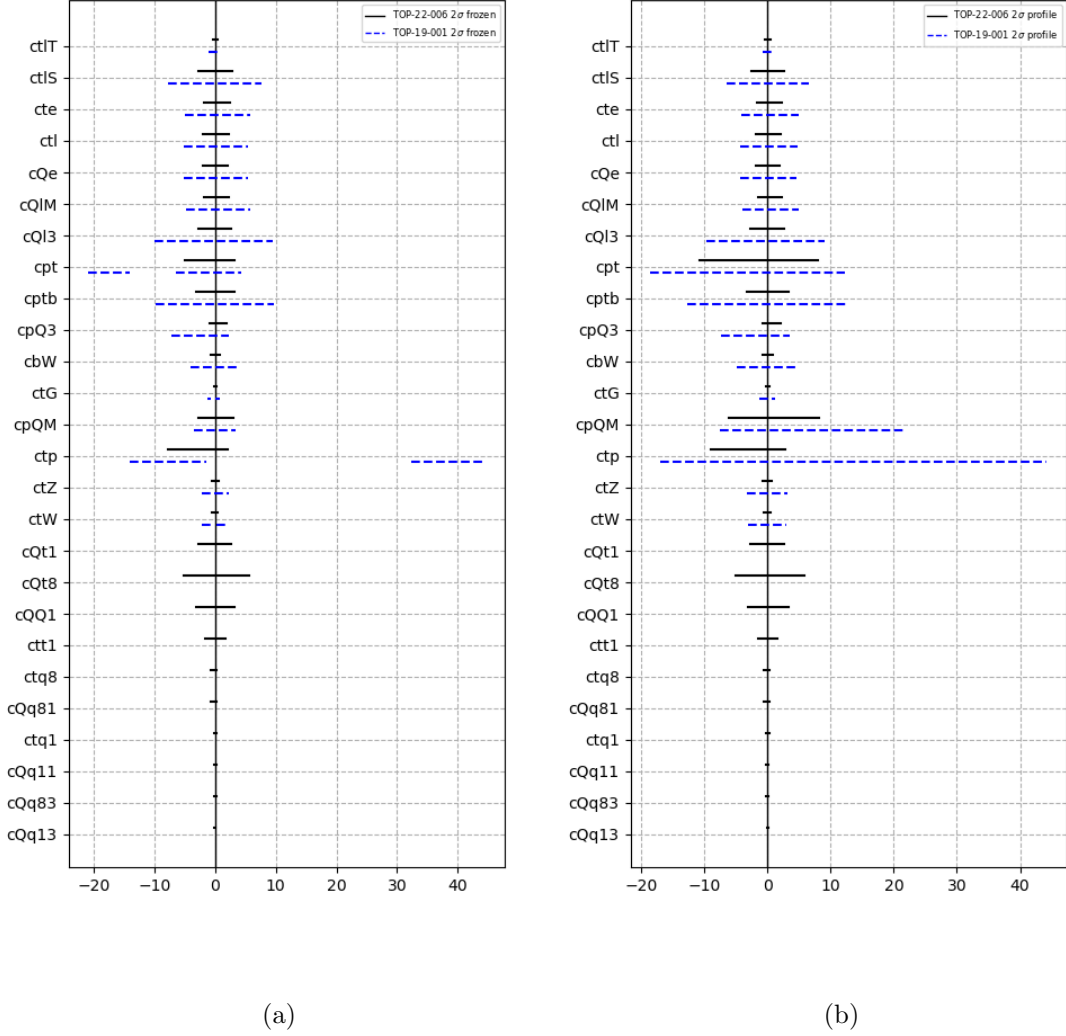 TOP-22-006 2σ frozen
TOP-19-001 2σ frozen
ctlT
ctlS
cte
ctl
cQe
cQlM
cQl3
cpt
cptb
cpQ3
cbW
ctG
cpQM
ctp
ctZ
ctW
cQt1
cQt8
cQQ1
ctt1
ctq8
cQq81
ctq1
cQq11
cQq83
cQq13
−20 −10 0 10 20 30 40
(a)
TOP-22-006 2σ profile
TOP-19-001 2σ profile
ctlT
ctlS
cte
ctl
cQe
cQlM
cQl3
cpt
cptb
cpQ3
cbW
ctG
cpQM
ctp
ctZ
ctW
cQt1
cQt8
cQQ1
ctt1
ctq8
cQq81
ctq1
cQq11
cQq83
cQq13
−20 −10 0 10 20 30 40
(b)